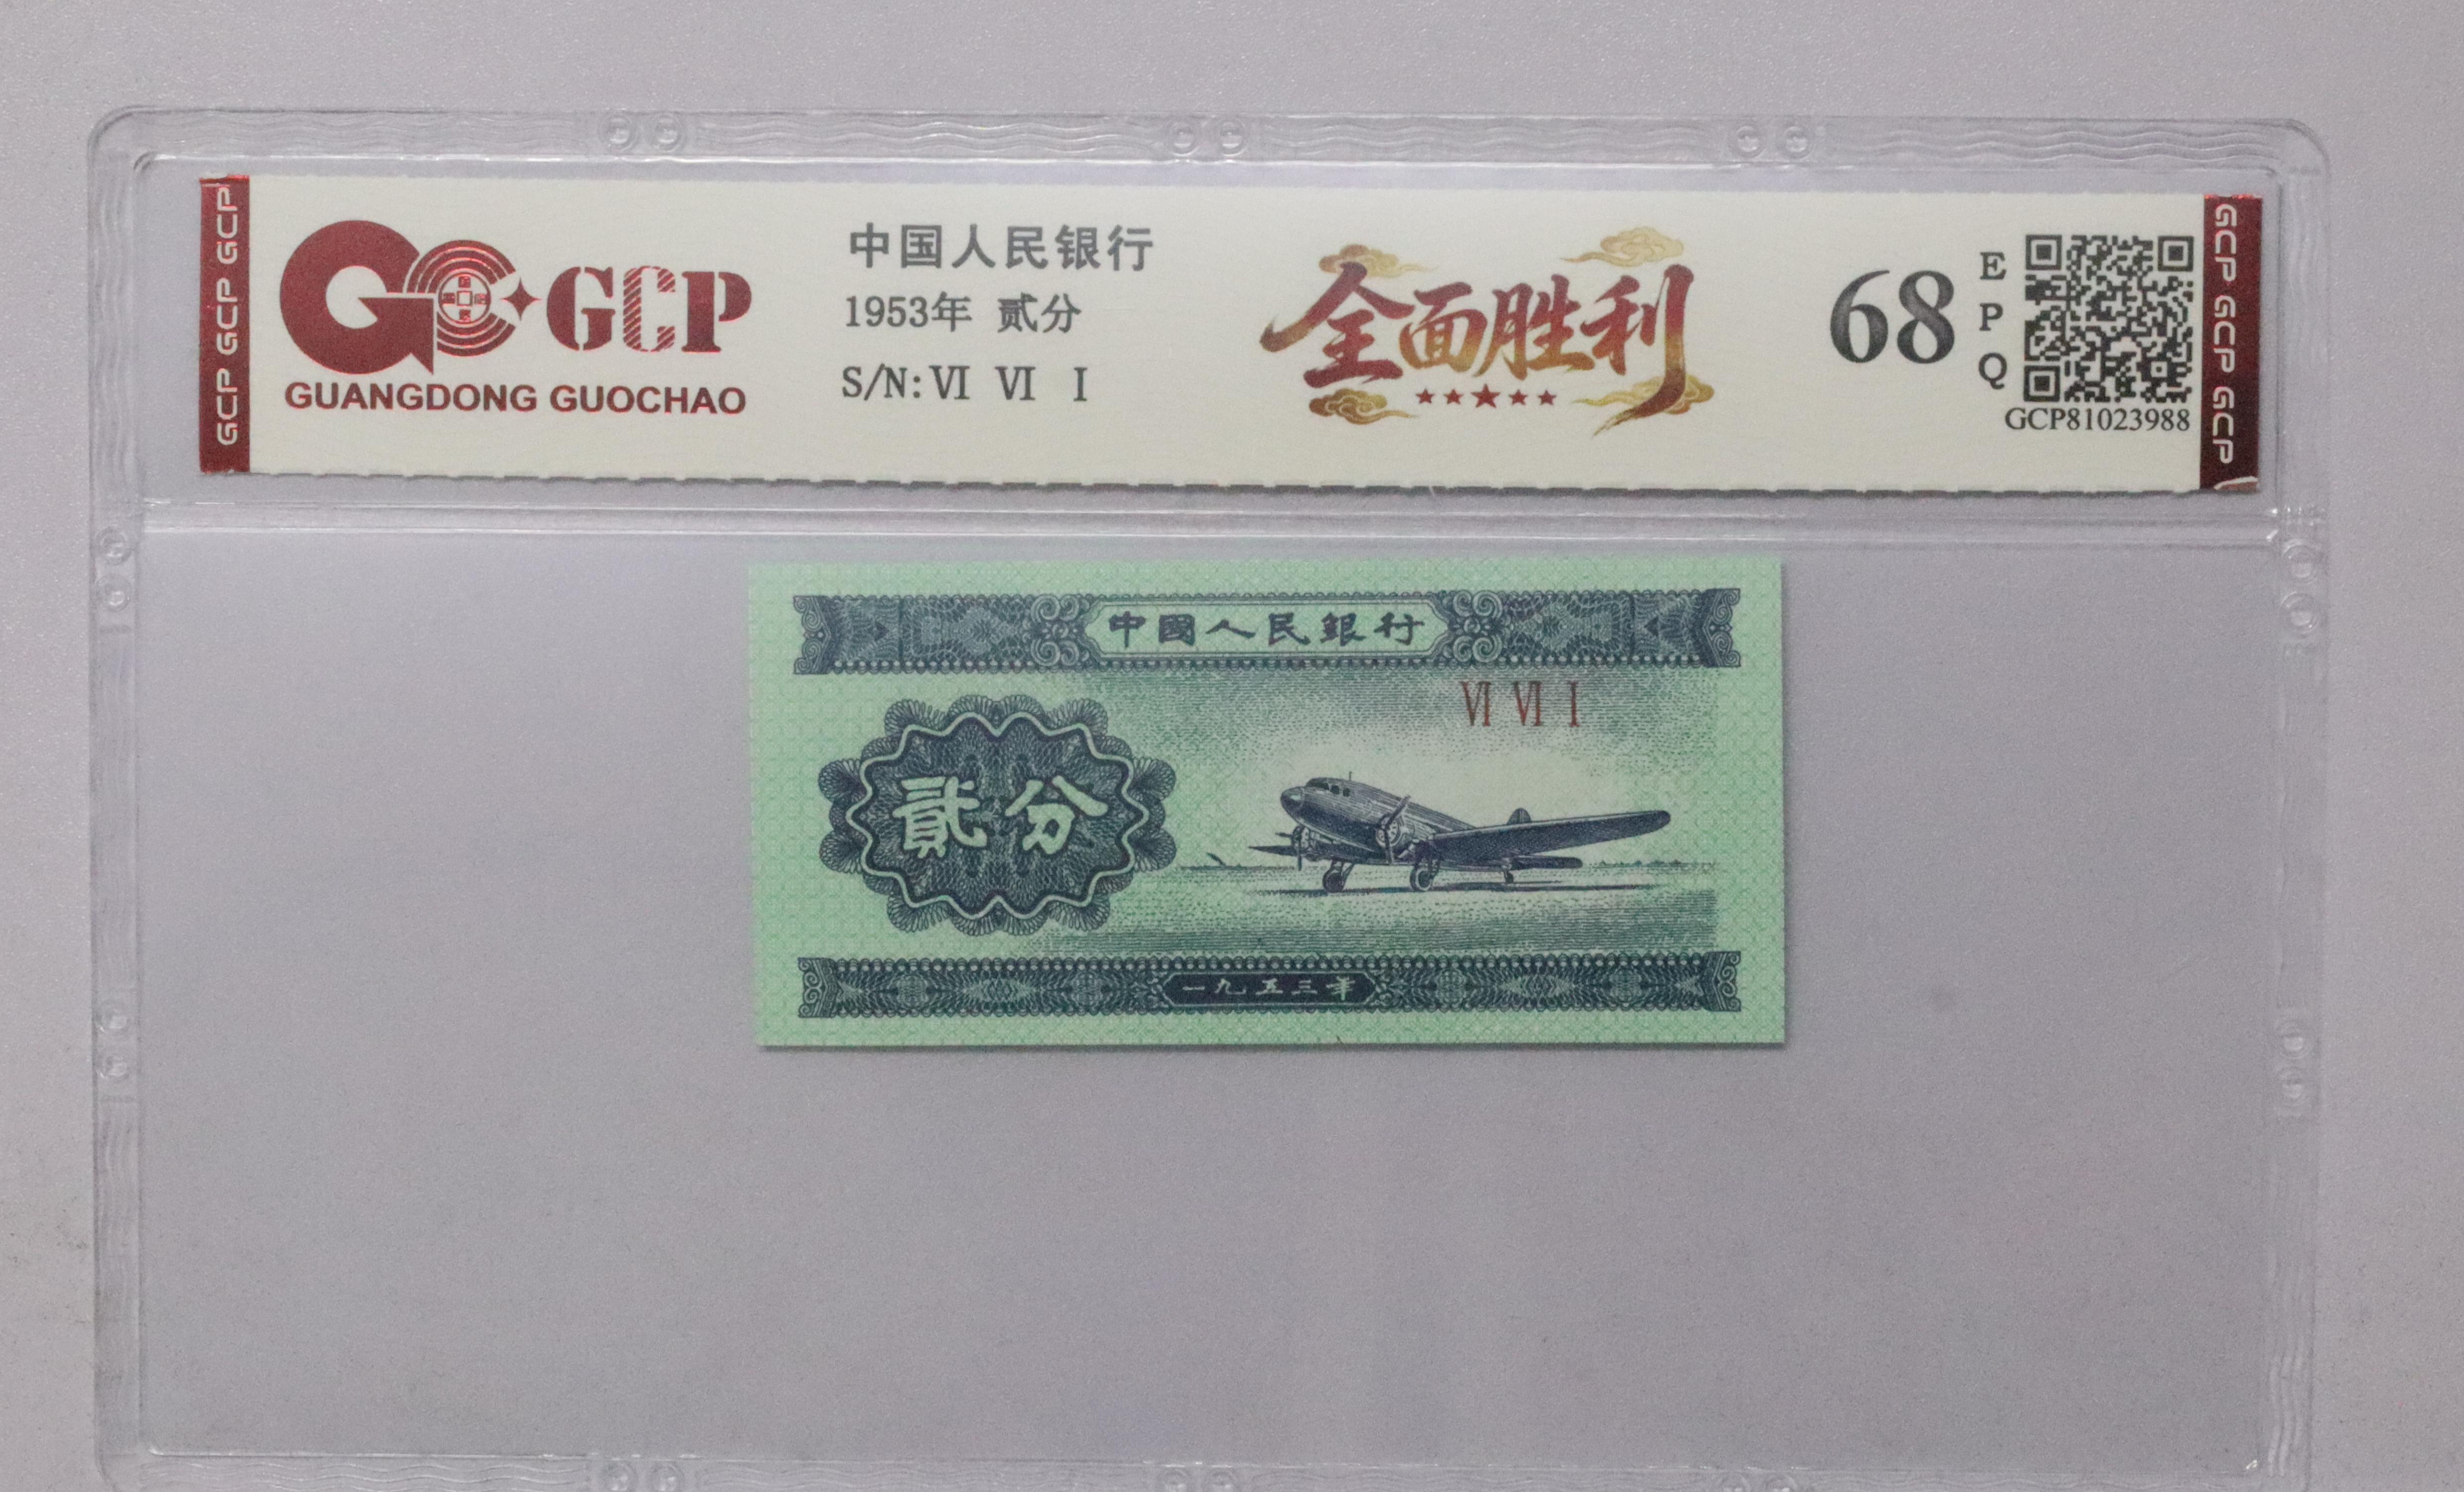 GCP GCP GCP
GCP
GUANGDONG GUOCHAO
中国人民银行
1953年 贰分
S/N: VI VI I
全面胜利
68
E
P
Q
GCP81023988
GCP GCP GCP
中國人民銀行
VI VI I
貳分
一九五三年